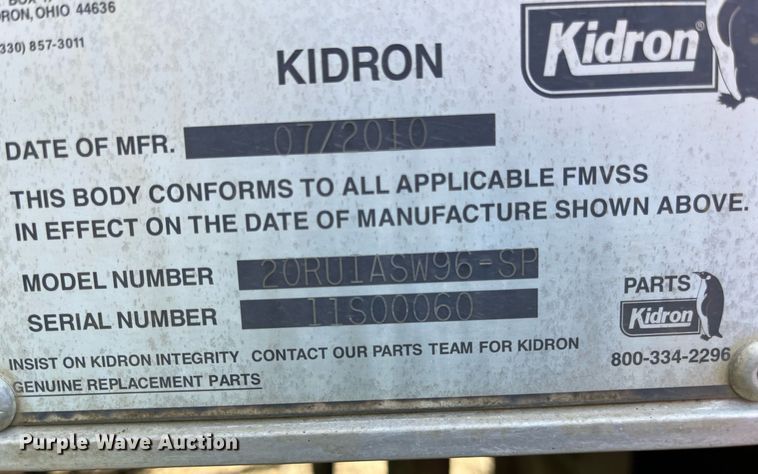 RON, OHIO 44636
330) 857-3011
Kidron
KIDRON
DATE OF MFR. 07/2010
THIS BODY CONFORMS TO ALL APPLICABLE FMVSS
IN EFFECT ON THE DATE OF MANUFACTURE SHOWN ABOVE.
MODEL NUMBER 20RU1ASW96-SP
SERIAL NUMBER 11S00060
PARTS
Kidron
INSIST ON KIDRON INTEGRITY CONTACT OUR PARTS TEAM FOR KIDRON
800-334-2296
GENUINE REPLACEMENT PARTS
Purple Wave Auction